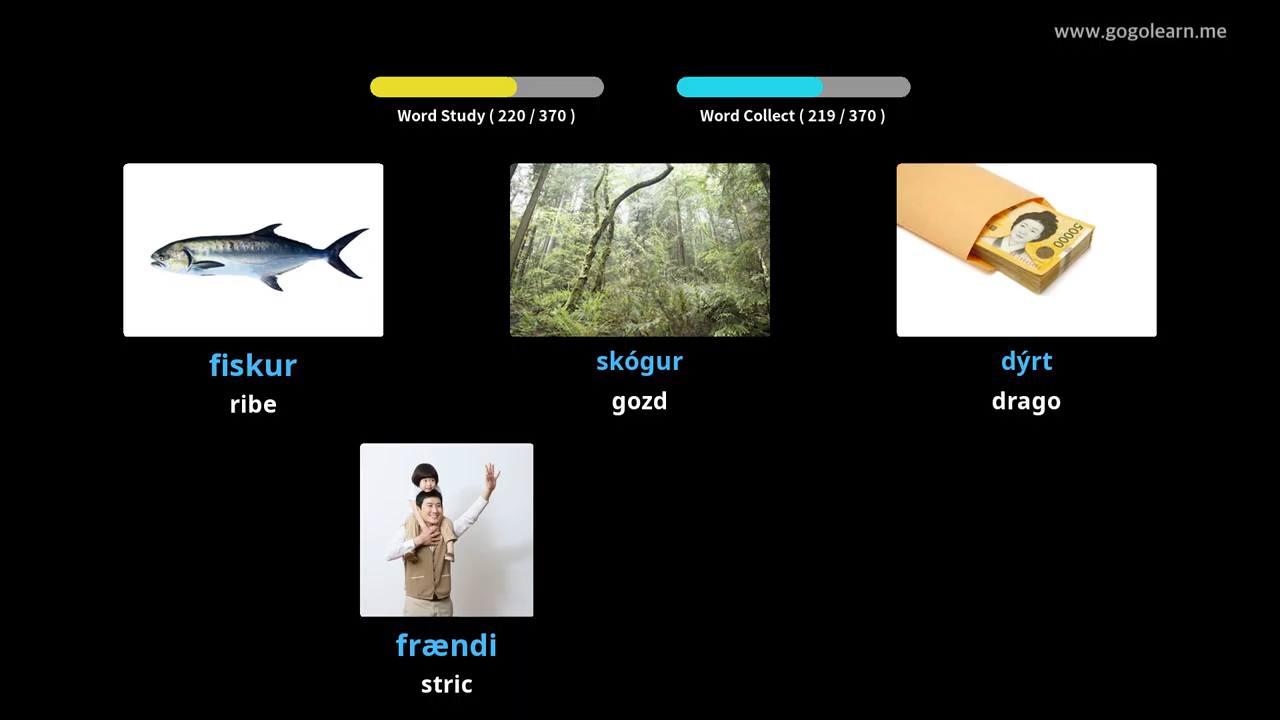 www.gogolearn.me
Word Study ( 220 / 370 )
Word Collect ( 219 / 370 )
fiskur
ribe
skógur
gozd
50000
dýrt
drago
frændi
stric